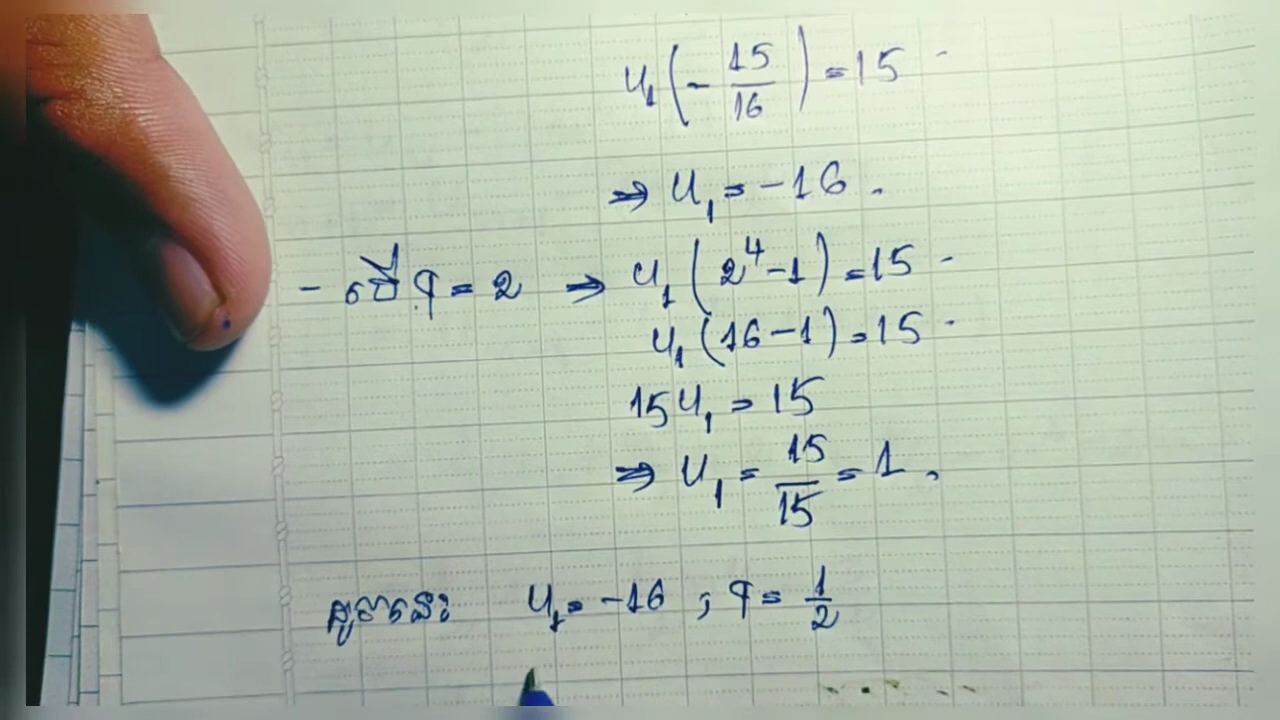 U₁(-15/16) = 15
⇒ U₁ = -16 .
- បើ q = 2 ⇒ U₁(2⁴-1) = 15
U₁(16-1) = 15
15U₁ = 15
⇒ U₁ = 15/15 = 1 .
ដូចនេះ U₁ = -16 ; q = 1/2